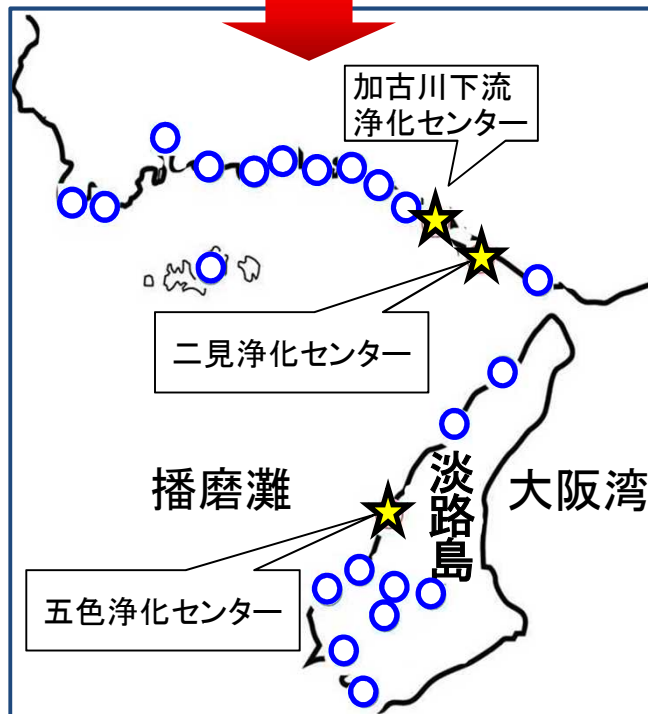 加古川下流
浄化センター
二見浄化センター
播磨灘
淡路島
大阪湾
五色浄化センター